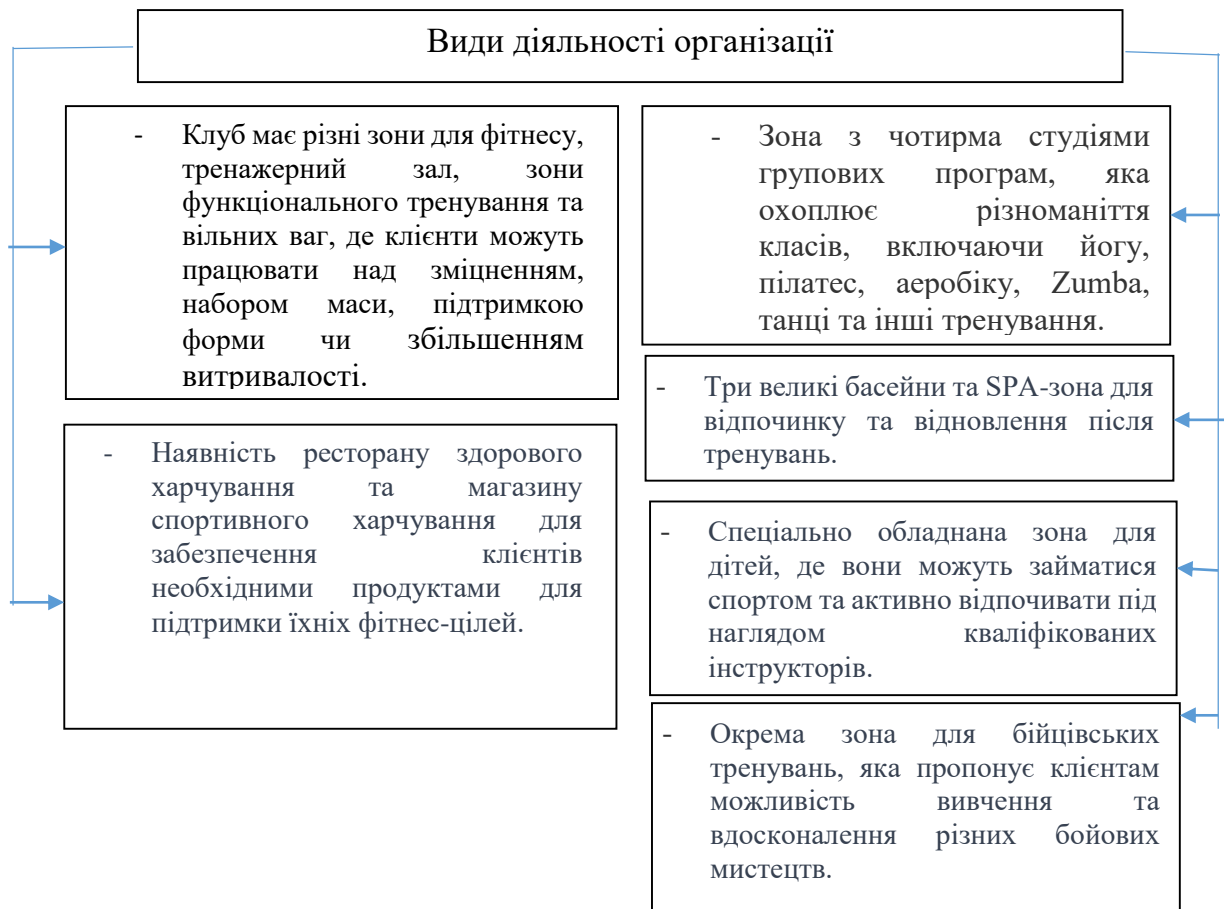 Види діяльності організації
- Клуб має різні зони для фітнесу,
тренажерний зал, зони
функціонального тренування та
вільних ваг, де клієнти можуть
працювати над зміцненням,
набором маси, підтримкою
форми чи збільшенням
витривалості.
- Наявність ресторану здорового
харчування та магазину
спортивного харчування для
забезпечення клієнтів
необхідними продуктами для
підтримки їхніх фітнес-цілей.
- Зона з чотирма студіями
групових програм, яка
охоплює різноманіття
класів, включаючи йогу,
пілатес, аеробіку, Zumba,
танці та інші тренування.
- Три великі басейни та SPA-зона для
відпочинку та відновлення після
тренувань.
- Спеціально обладнана зона для
дітей, де вони можуть займатися
спортом та активно відпочивати під
наглядом кваліфікованих
інструкторів.
- Окрема зона для бійцівських
тренувань, яка пропонує клієнтам
можливість вивчення та
вдосконалення різних бойових
мистецтв.